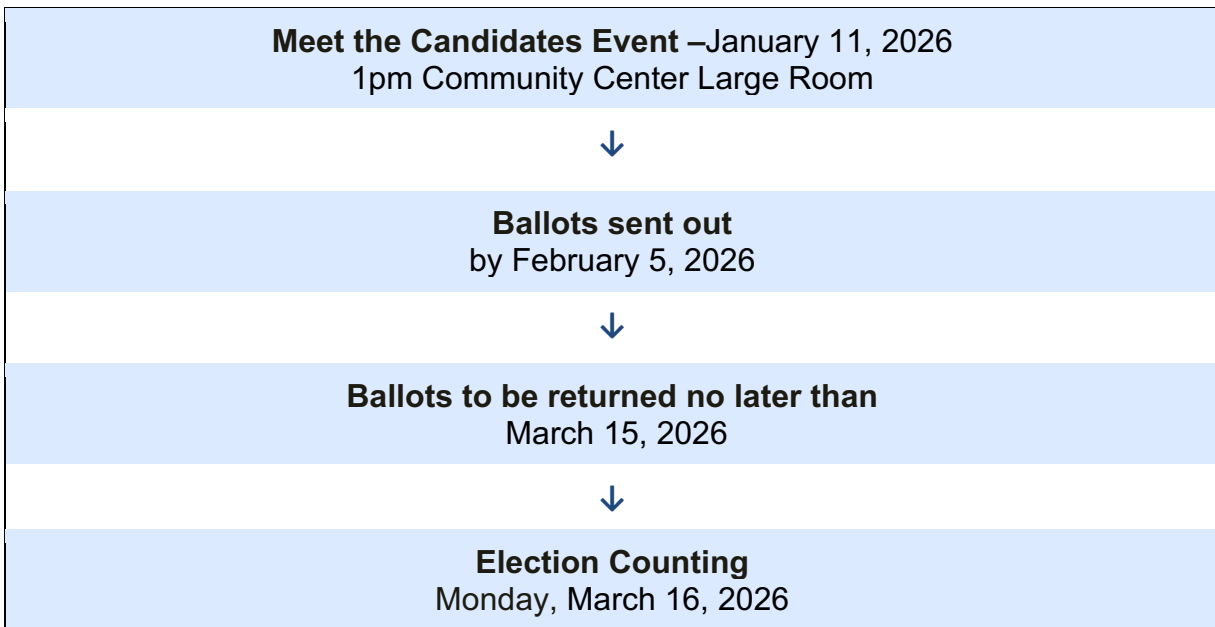 Meet the Candidates Event –January 11, 2026
1pm Community Center Large Room
↓
Ballots sent out
by February 5, 2026
↓
Ballots to be returned no later than
March 15, 2026
↓
Election Counting
Monday, March 16, 2026